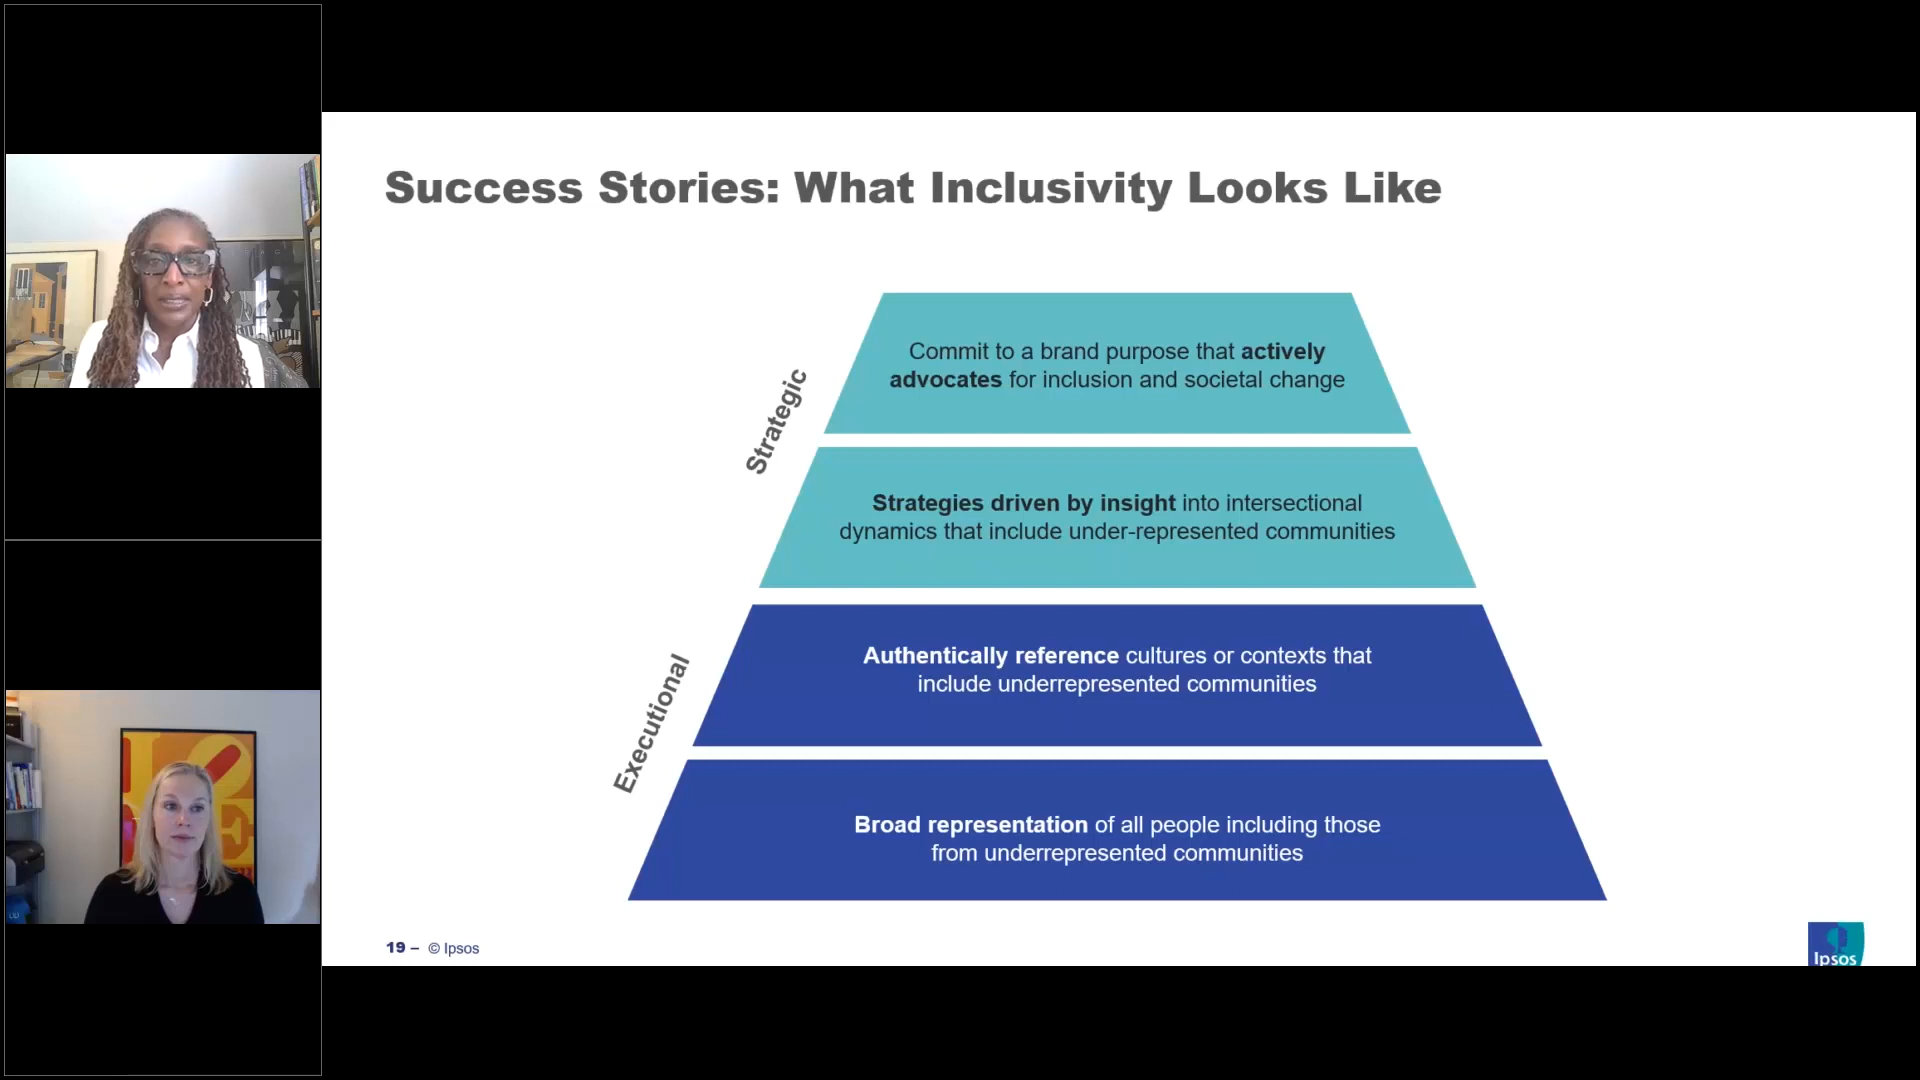 Success Stories: What Inclusivity Looks Like
Strategic
Commit to a brand purpose that actively
advocates for inclusion and societal change
Strategies driven by insight into intersectional
dynamics that include under-represented communities
Executional
Authentically reference cultures or contexts that
include underrepresented communities
Broad representation of all people including those
from underrepresented communities
19 – © Ipsos
Ipsos